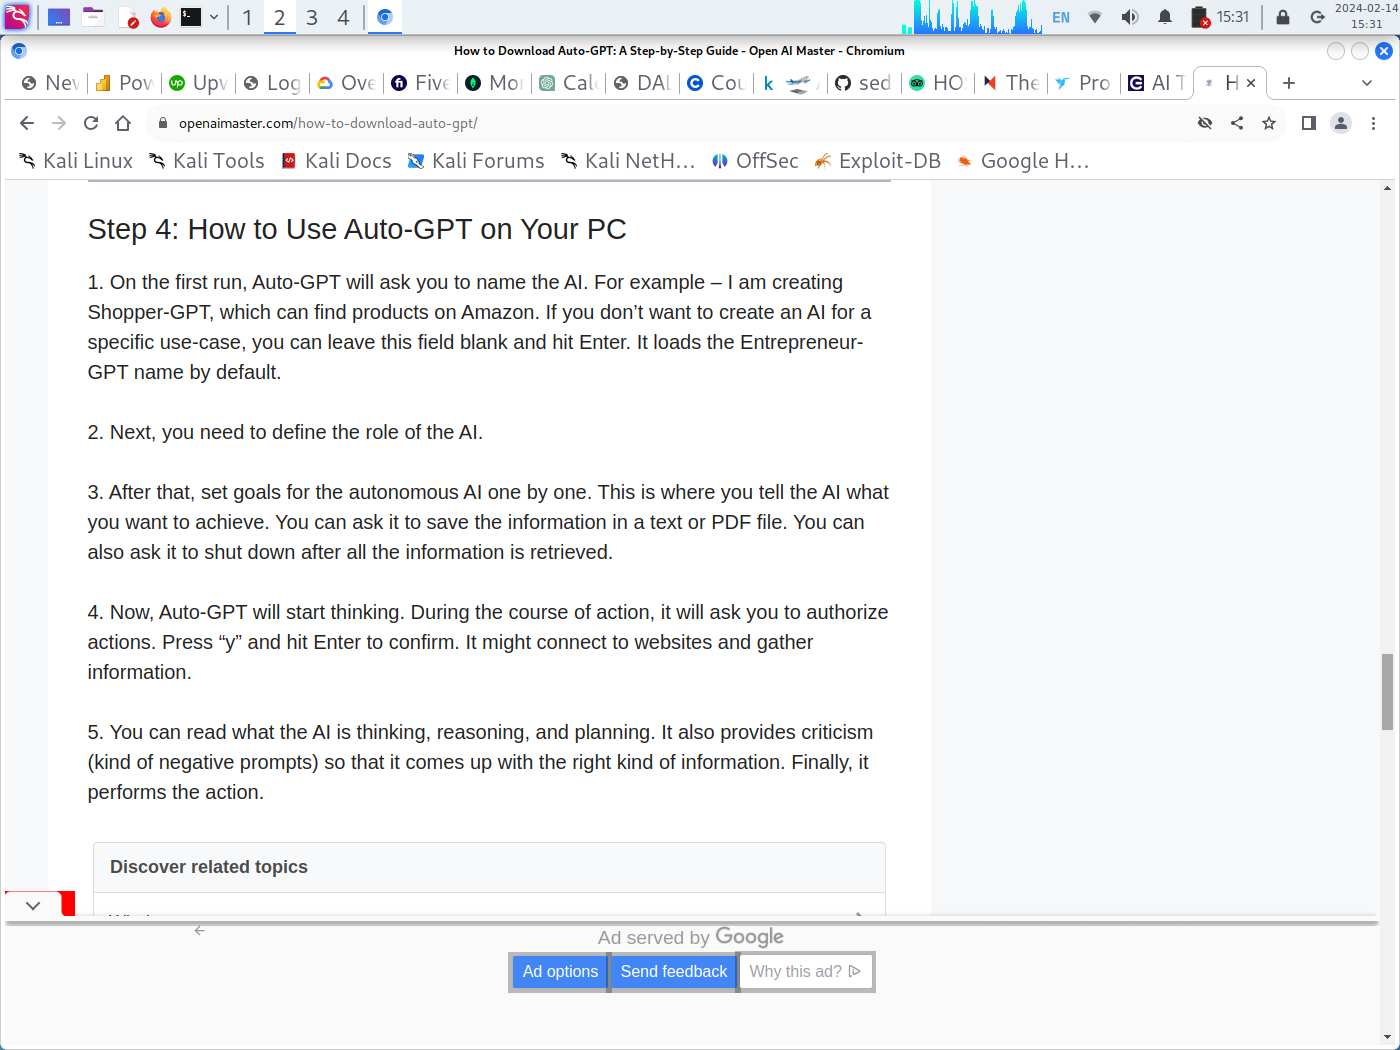 1 2 3 4 EN 15:31 2024-02-14
15:31
How to Download Auto-GPT: A Step-by-Step Guide - Open AI Master - Chromium
Nev Pow Upv Log Ove Five Mor Cal DAL Cou sed HO The Pro AI T H
openaimaster.com/how-to-download-auto-gpt/
Kali Linux Kali Tools Kali Docs Kali Forums Kali NetH... OffSec Exploit-DB Google H...
Step 4: How to Use Auto-GPT on Your PC
1. On the first run, Auto-GPT will ask you to name the AI. For example – I am creating
Shopper-GPT, which can find products on Amazon. If you don’t want to create an AI for a
specific use-case, you can leave this field blank and hit Enter. It loads the Entrepreneur-
GPT name by default.
2. Next, you need to define the role of the AI.
3. After that, set goals for the autonomous AI one by one. This is where you tell the AI what
you want to achieve. You can ask it to save the information in a text or PDF file. You can
also ask it to shut down after all the information is retrieved.
4. Now, Auto-GPT will start thinking. During the course of action, it will ask you to authorize
actions. Press “y” and hit Enter to confirm. It might connect to websites and gather
information.
5. You can read what the AI is thinking, reasoning, and planning. It also provides criticism
(kind of negative prompts) so that it comes up with the right kind of information. Finally, it
performs the action.
Discover related topics
Ad served by Google
Ad options Send feedback Why this ad?